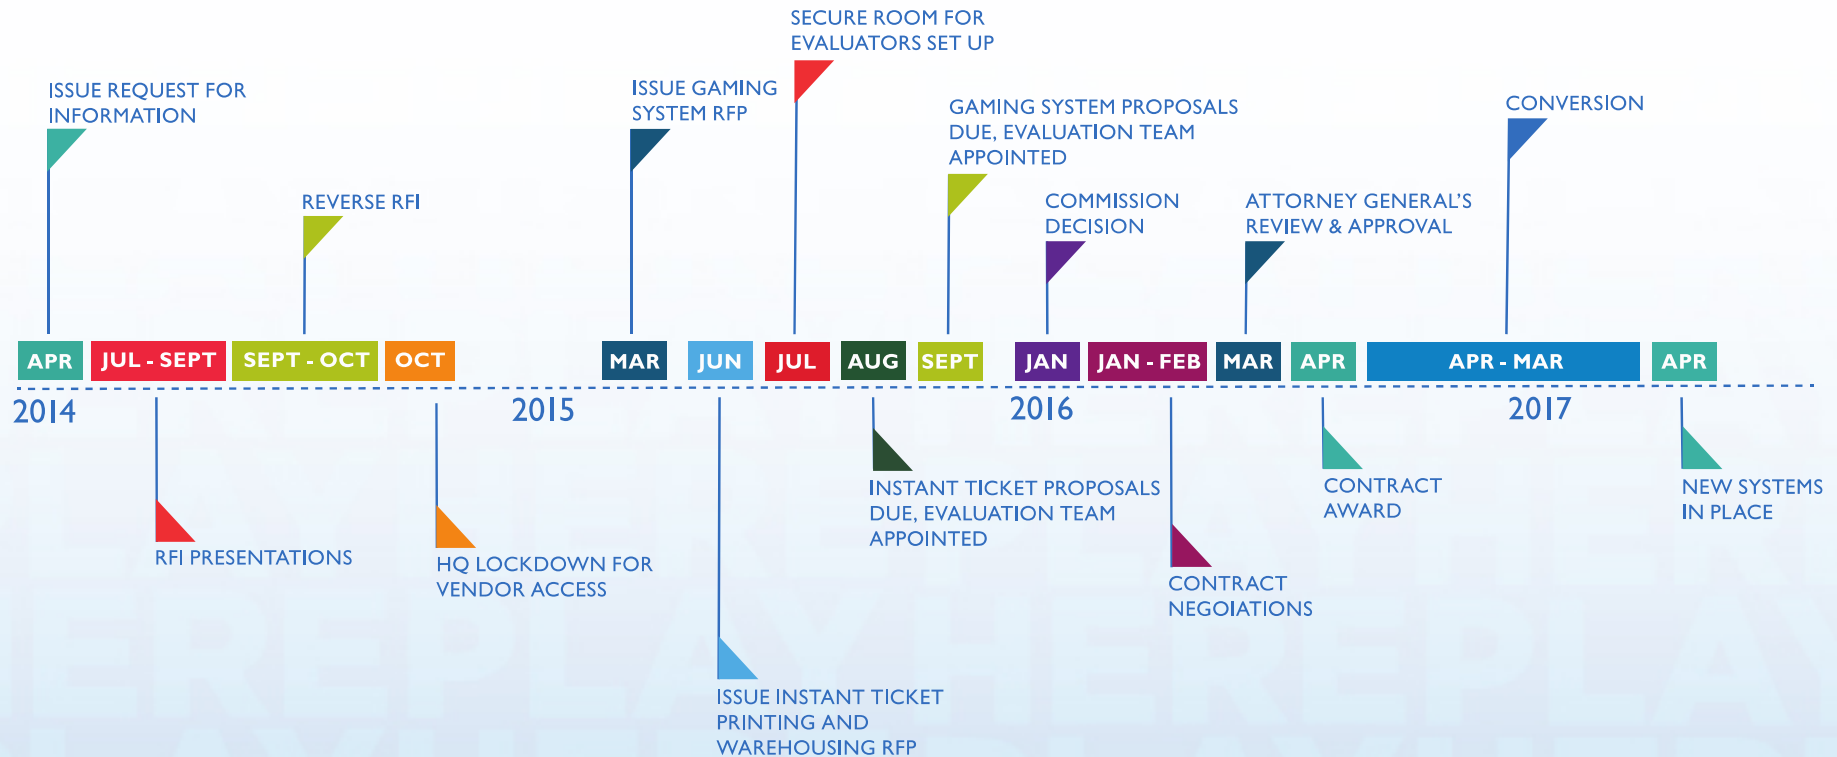 SECURE ROOM FOR
EVALUATORS SET UP
ISSUE REQUEST FOR
INFORMATION
ISSUE GAMING
SYSTEM RFP
GAMING SYSTEM PROPOSALS
DUE, EVALUATION TEAM
APPOINTED
CONVERSION
REVERSE RFI
COMMISSION
DECISION
ATTORNEY GENERAL'S
REVIEW & APPROVAL
APR
JUL - SEPT
SEPT - OCT
OCT
MAR
JUN
JUL
AUG
SEPT
JAN
JAN - FEB
MAR
APR
APR - MAR
APR
2014
2015
2016
2017
RFI PRESENTATIONS
HQ LOCKDOWN FOR
VENDOR ACCESS
ISSUE INSTANT TICKET
PRINTING AND
WAREHOUSING RFP
INSTANT TICKET PROPOSALS
DUE, EVALUATION TEAM
APPOINTED
CONTRACT
NEGOIATIONS
CONTRACT
AWARD
NEW SYSTEMS
IN PLACE
HEREPLAYHEREPLAY